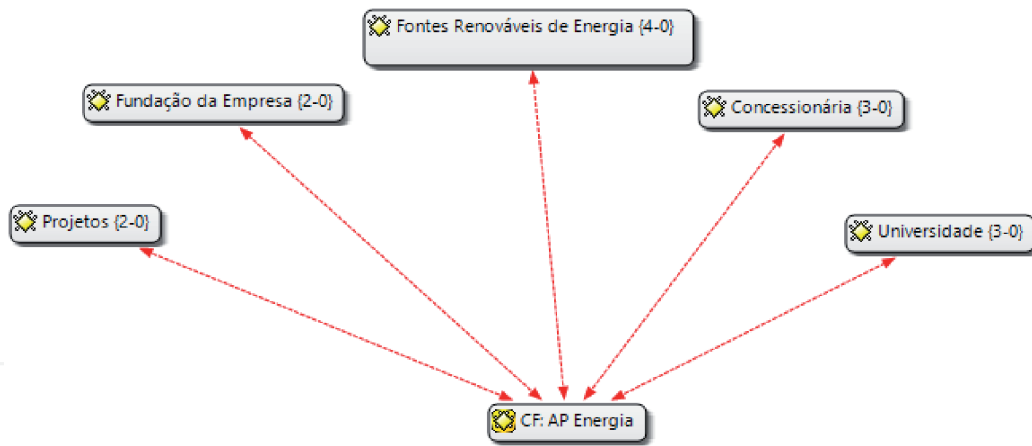 Fontes Renováveis de Energia {4-0}
Fundação da Empresa {2-0}
Concessionária {3-0}
Projetos {2-0}
Universidade {3-0}
CF: AP Energia